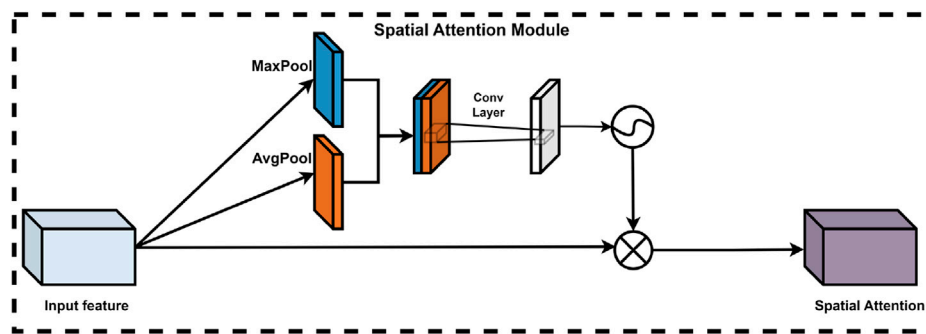 Spatial Attention Module
MaxPool
Conv
Layer
AvgPool
Input feature
Spatial Attention